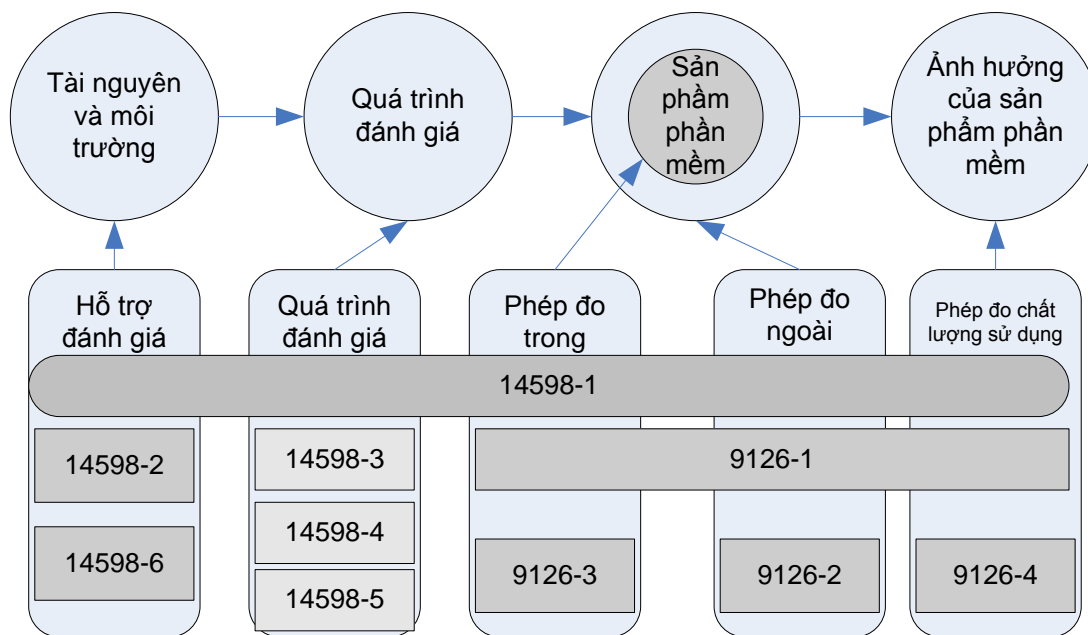 Tài nguyên
và môi
trường
Quá trình
đánh giá
Sản
phầm
phần
mềm
Ảnh hưởng
của sản
phẩm phần
mềm
Hỗ trợ
đánh giá
Quá trình
đánh giá
Phép đo
trong
Phép đo
ngoài
Phép đo chất
lượng sử dụng
14598-1
14598-2
14598-3
9126-1
14598-4
14598-6
9126-3
9126-2
9126-4
14598-5